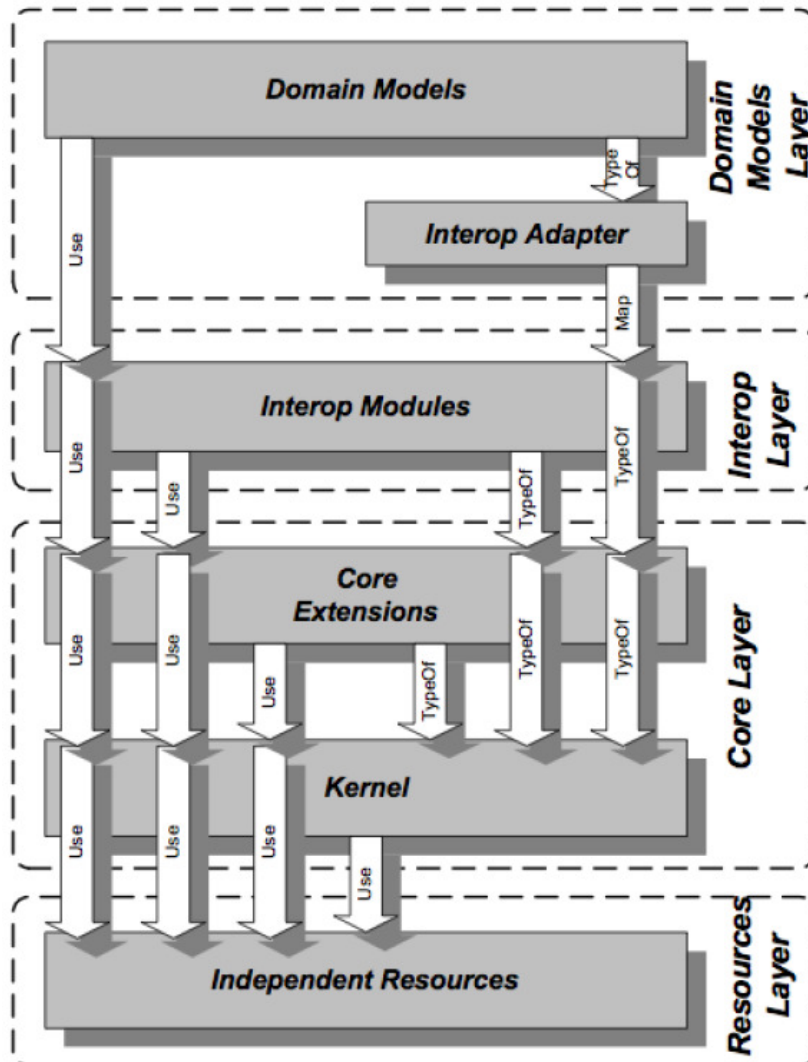 Domain Models
Type
Of
Domain
Models
Layer
Use
Interop Adapter
Map
Interop Modules
Use
Use
TypeOf
TypeOf
Interop
Layer
Core
Extensions
Use
Use
Use
TypeOf
TypeOf
TypeOf
Core Layer
Kernel
Use
Use
Use
Use
Independent Resources
Resources
Layer